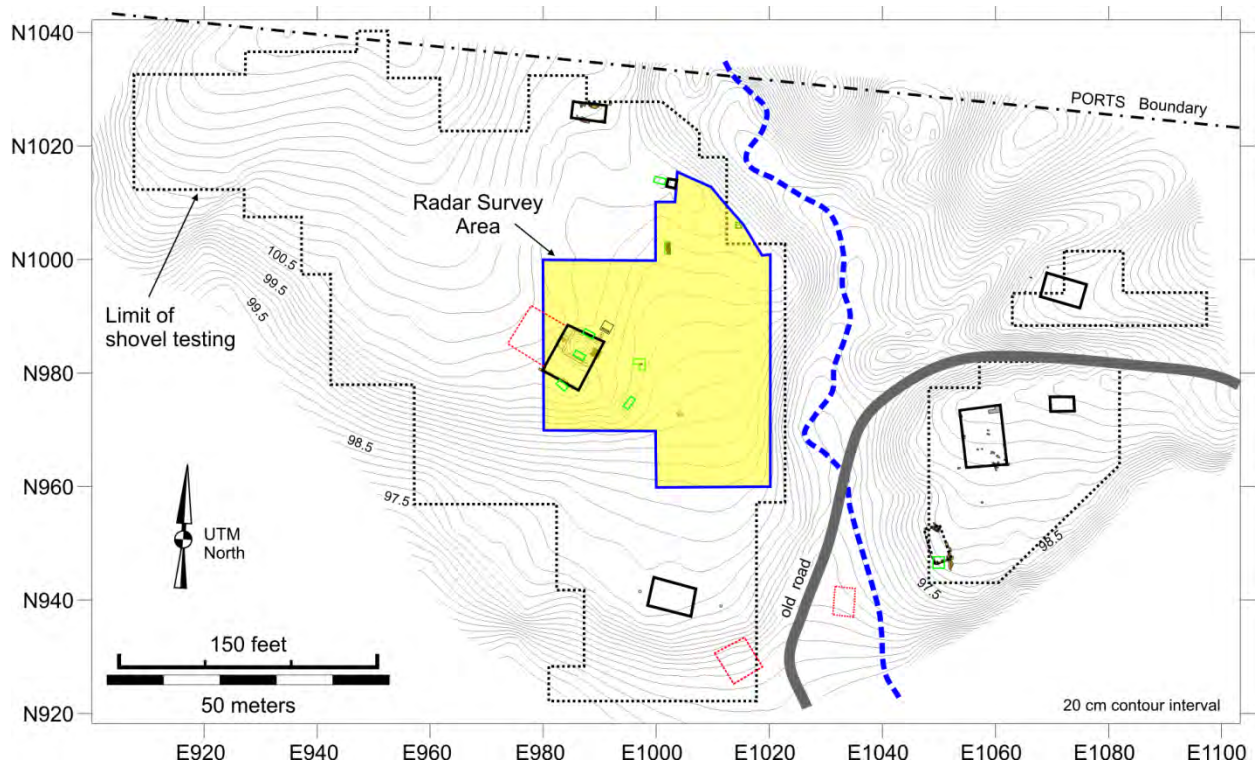 N1040
PORTS Boundary
N1020
Radar Survey
Area
N1000
100.5
99.5
99.5
Limit of
shovel testing
N980
98.5
N960
97.5
98.5
UTM
North
97.5
N940
old road
150 feet
50 meters
N920
20 cm contour interval
E920 E940 E960 E980 E1000 E1020 E1040 E1060 E1080 E1100